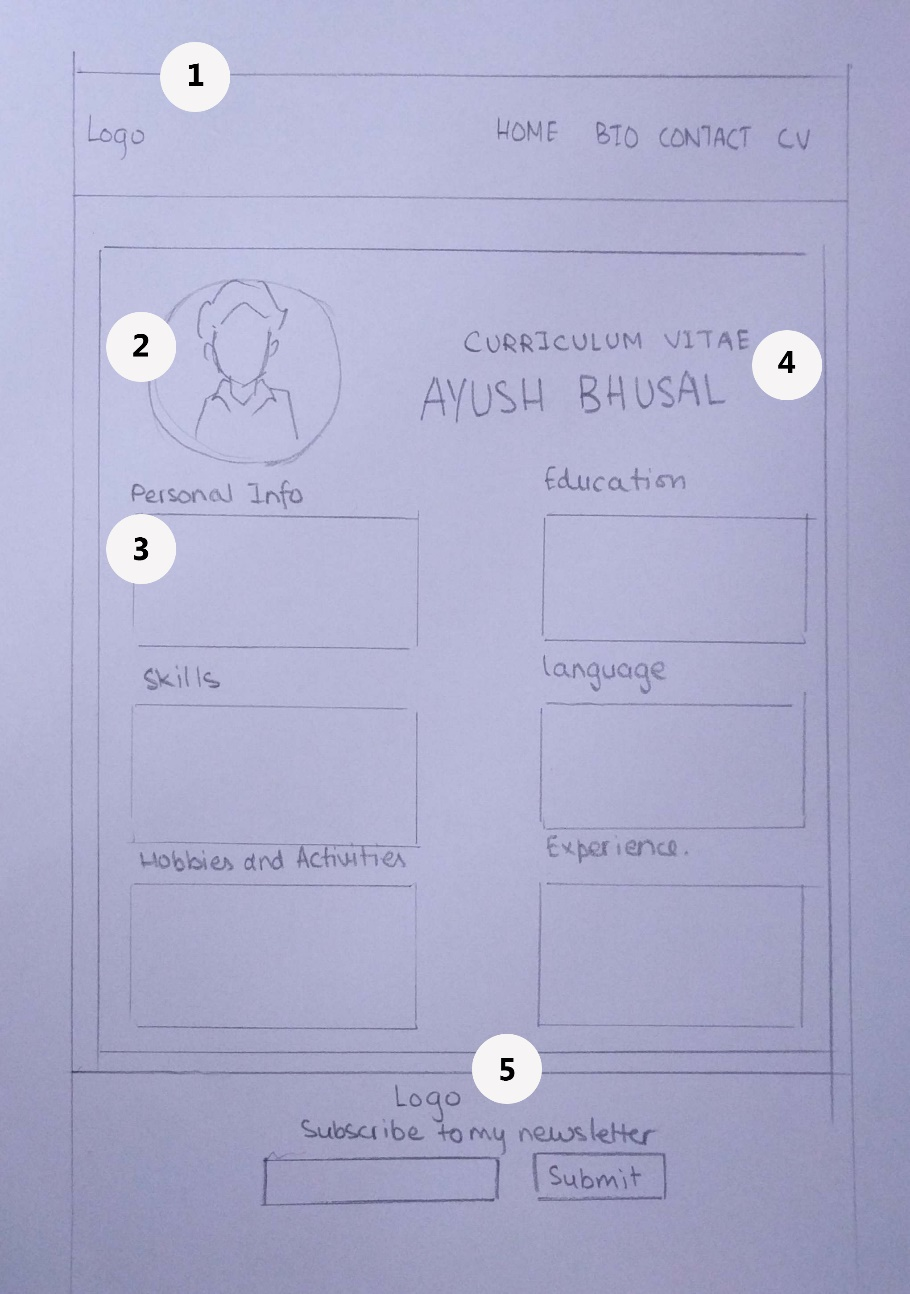 1
Logo HOME BIO CONTACT CV
2
CURRICULUM VITAE
4
AYUSH BHUSAL
Personal Info
Education
3
Skills
language
Hobbies and Activities
Experience.
5
Logo
Subscribe to my newsletter
Submit